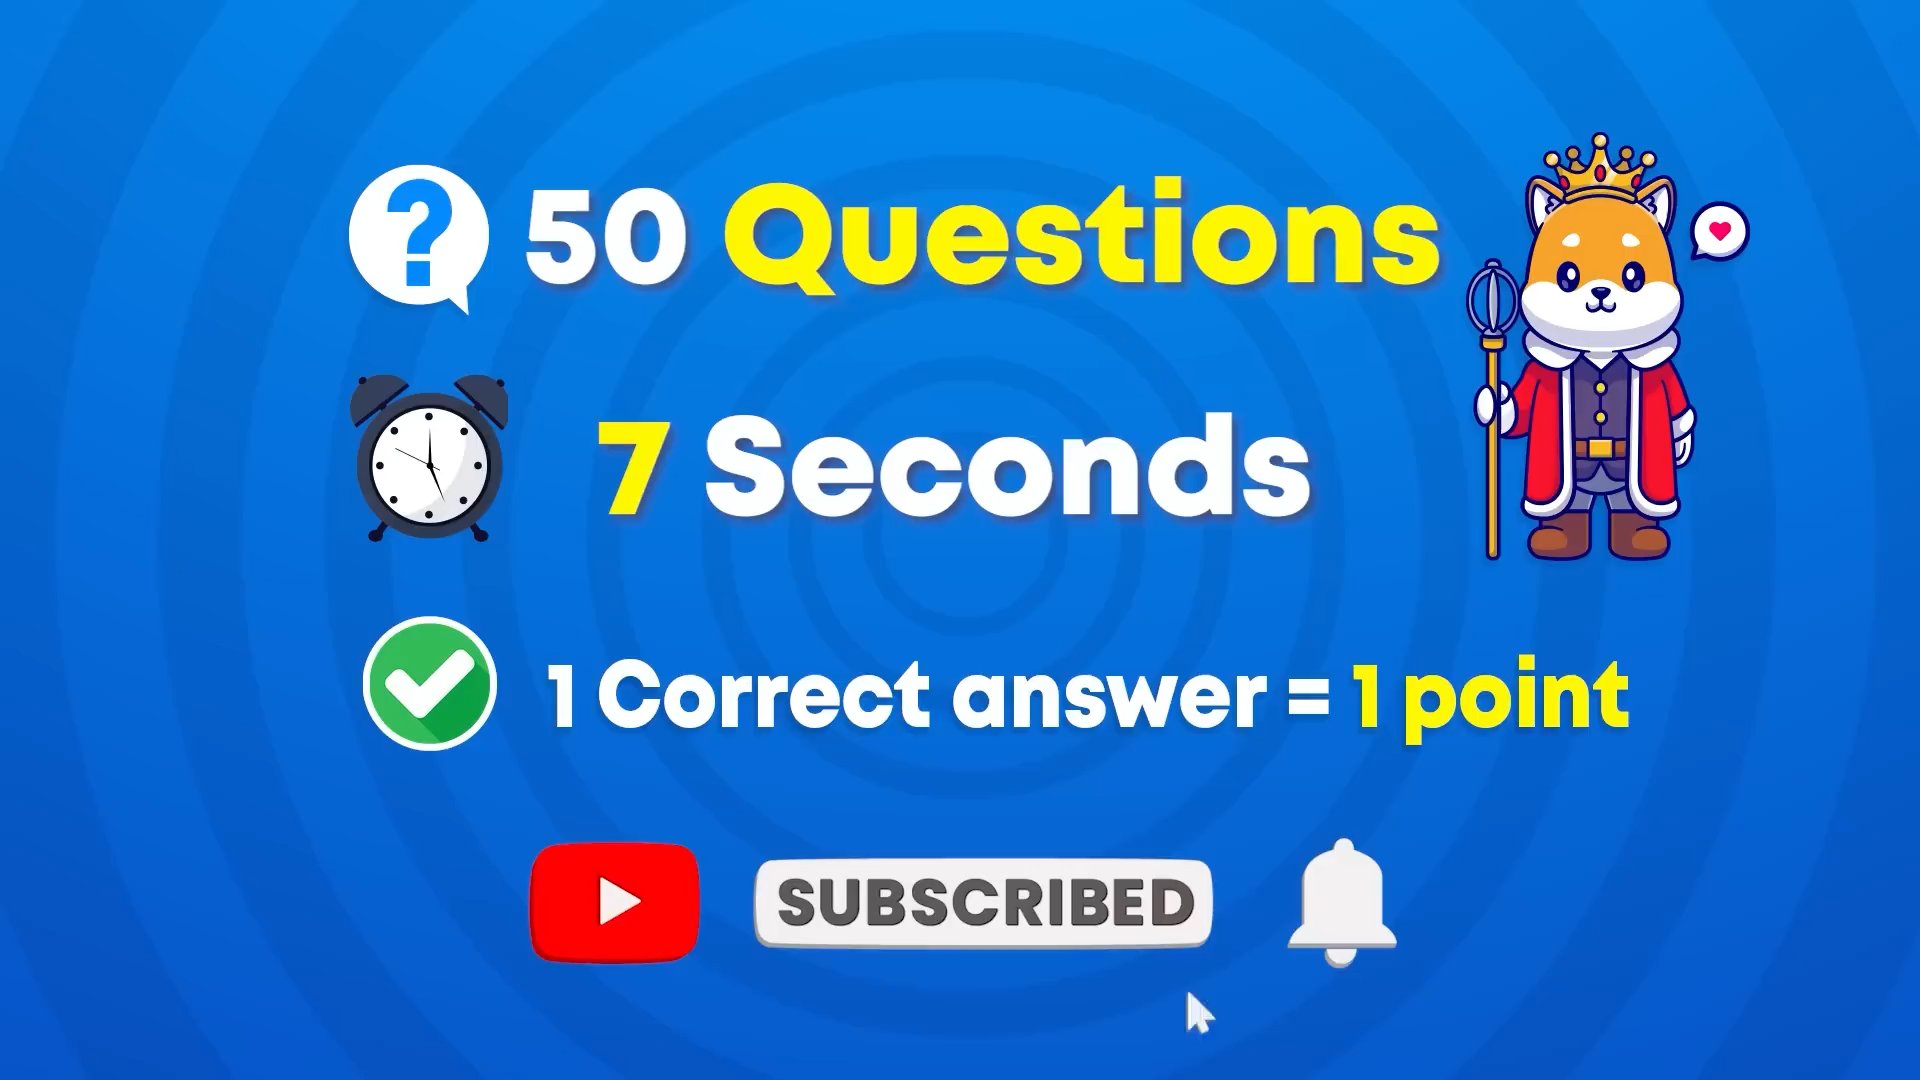 ? 50 Questions
7 Seconds
1 Correct answer = 1 point
SUBSCRIBED